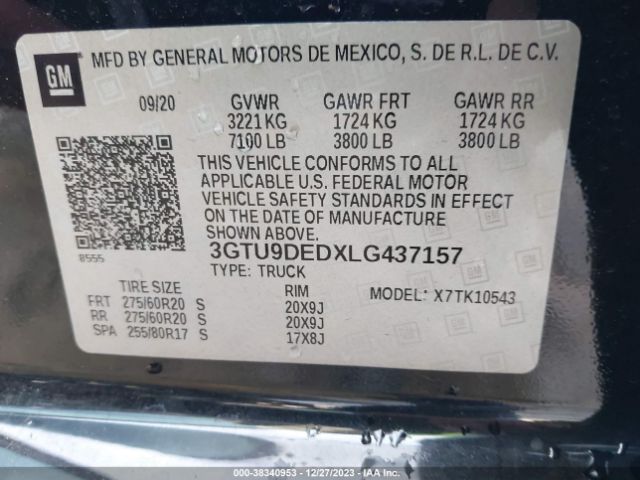 GM
MFD BY GENERAL MOTORS DE MEXICO, S. DE R.L. DE C.V.
09/20 GVWR GAWR FRT GAWR RR
3221 KG 1724 KG 1724 KG
7100 LB 3800 LB 3800 LB
THIS VEHICLE CONFORMS TO ALL
APPLICABLE U.S. FEDERAL MOTOR
VEHICLE SAFETY STANDARDS IN EFFECT
ON THE DATE OF MANUFACTURE
SHOWN ABOVE.
8555 3GTU9DEDXLG437157
TYPE: TRUCK
TIRE SIZE RIM MODEL: X7TK10543
FRT 275/60R20 S 20X9J
RR 275/60R20 S 20X9J
SPA 255/80R17 S 17X8J
000-38340953 - 12/27/2023 - IAA Inc.